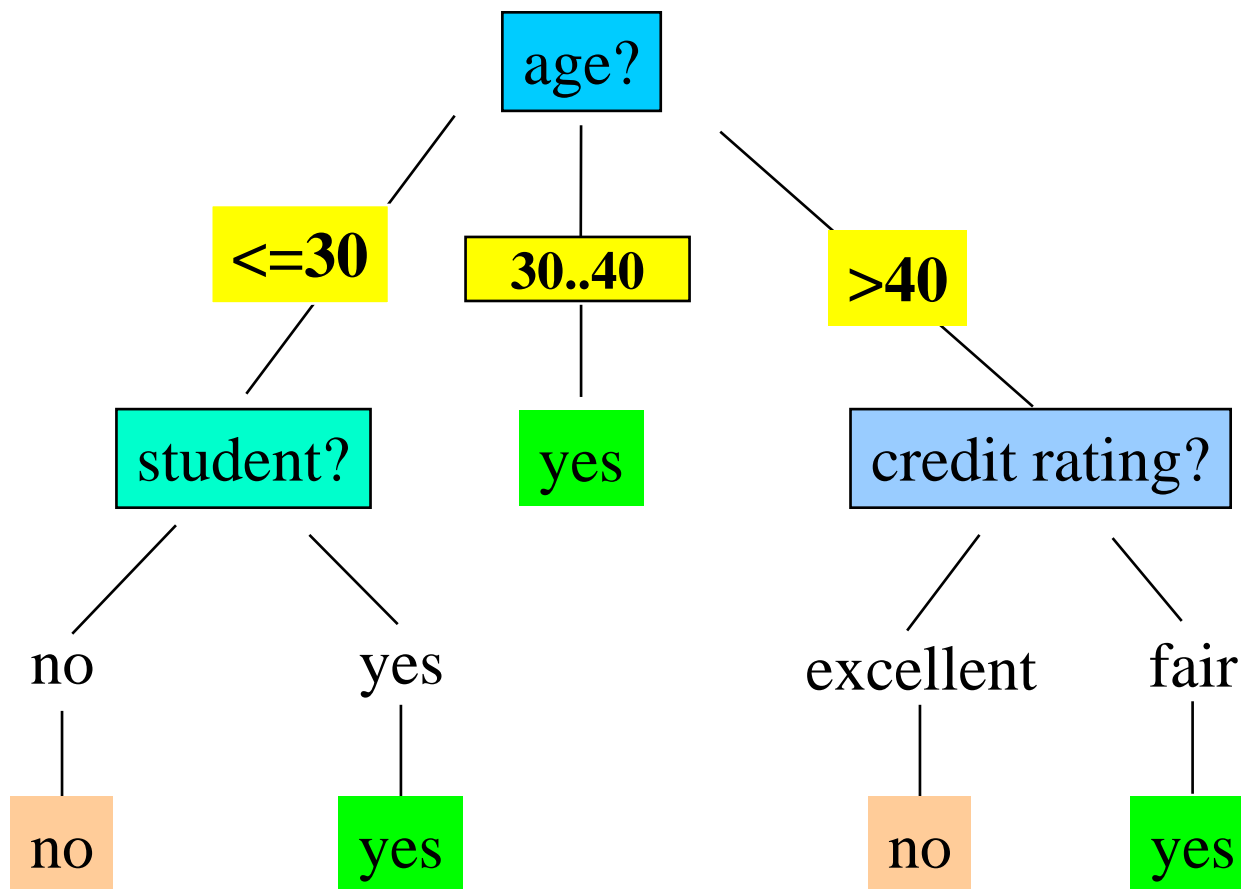 age?
<=30
30..40
>40
student?
yes
credit rating?
no
yes
excellent
fair
no
yes
no
yes